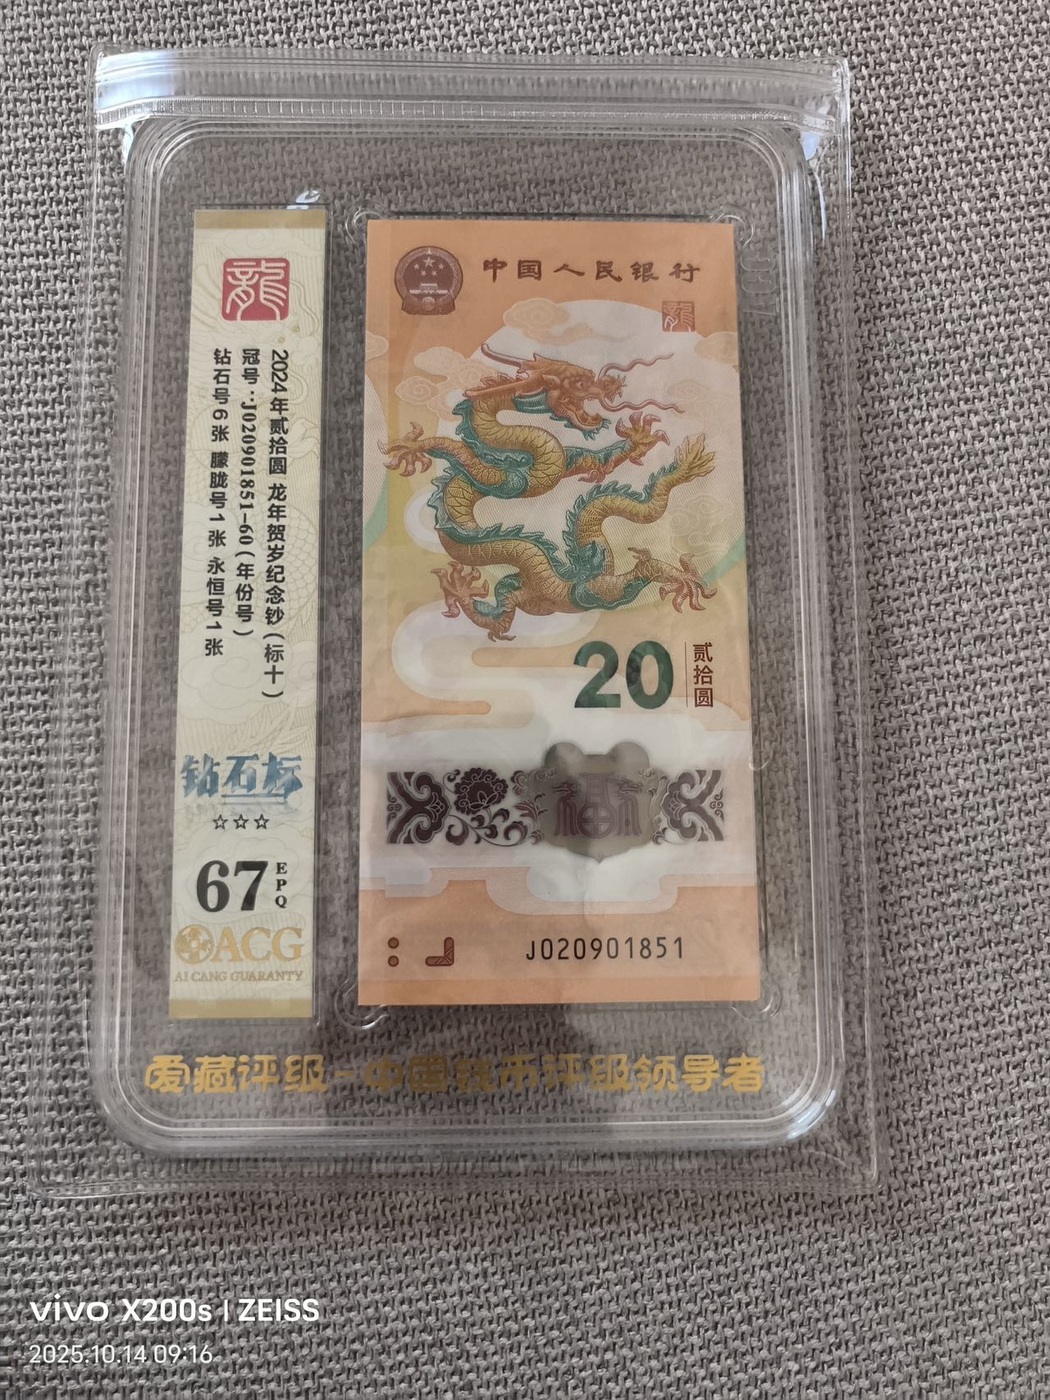 龍
2024年贰拾圆 龙年贺岁纪念钞(标十)
冠号:J020901851-60(年份号)
钻石号6张 朦胧号1张 永恒号1张
钻石标
☆☆☆
67 EPQ
ACG
AI CANG GUARANTY
中国人民银行
龍
20 贰拾圆
福
J020901851
爱藏评级-中国钱币评级领导者
vivo X200s | ZEISS
2025.10.14 09:16